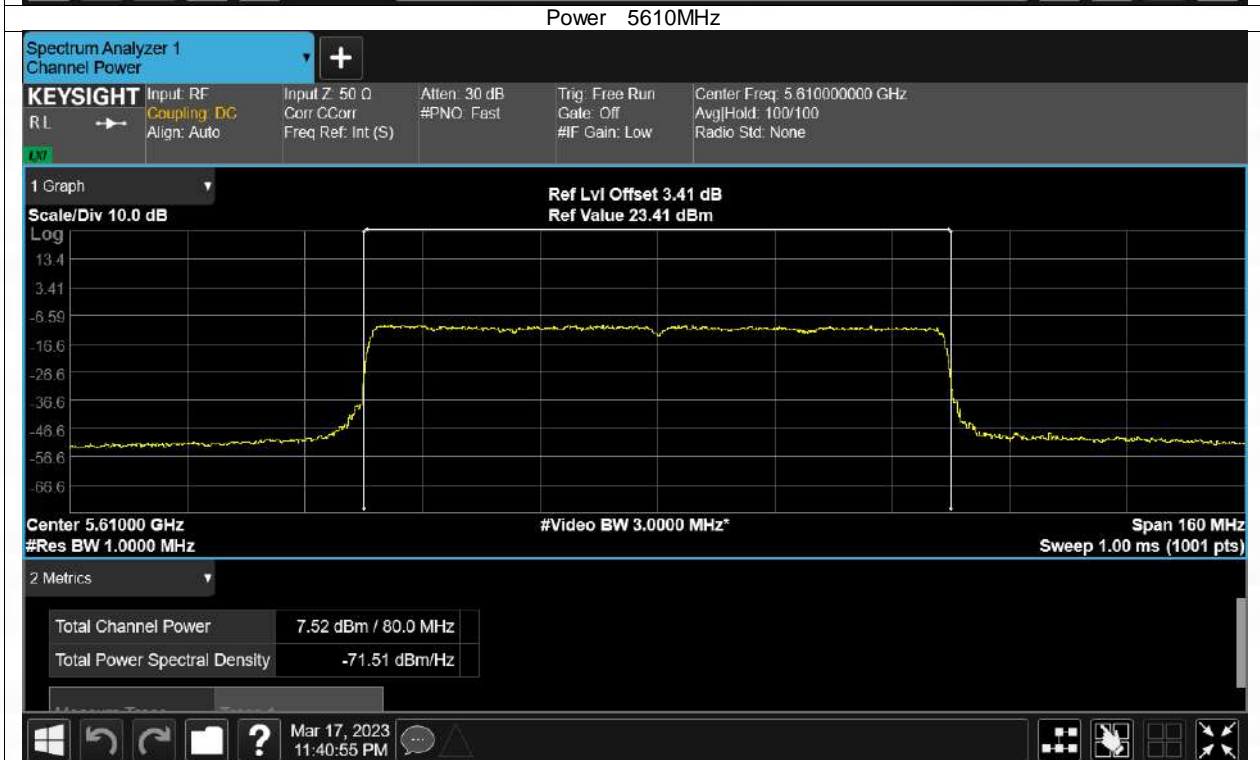 Power 5610MHz
Spectrum Analyzer 1
Channel Power
+
KEYSIGHT
RL
LXI
Input: RF
Coupling: DC
Align: Auto
Input Z: 50 Ω
Corr CCorr
Freq Ref: Int (S)
Atten: 30 dB
#PNO: Fast
Trig: Free Run
Gate: Off
#IF Gain: Low
Center Freq: 5.610000000 GHz
Avg|Hold: 100/100
Radio Std: None
1 Graph
Scale/Div 10.0 dB
Ref Lvl Offset 3.41 dB
Ref Value 23.41 dBm
Log
13.4
3.41
-6.59
-16.6
-26.6
-36.6
-46.6
-56.6
-66.6
Center 5.61000 GHz
#Video BW 3.0000 MHz*
Span 160 MHz
#Res BW 1.0000 MHz
Sweep 1.00 ms (1001 pts)
2 Metrics
Total Channel Power 7.52 dBm / 80.0 MHz
Total Power Spectral Density -71.51 dBm/Hz
?
Mar 17, 2023
11:40:55 PM